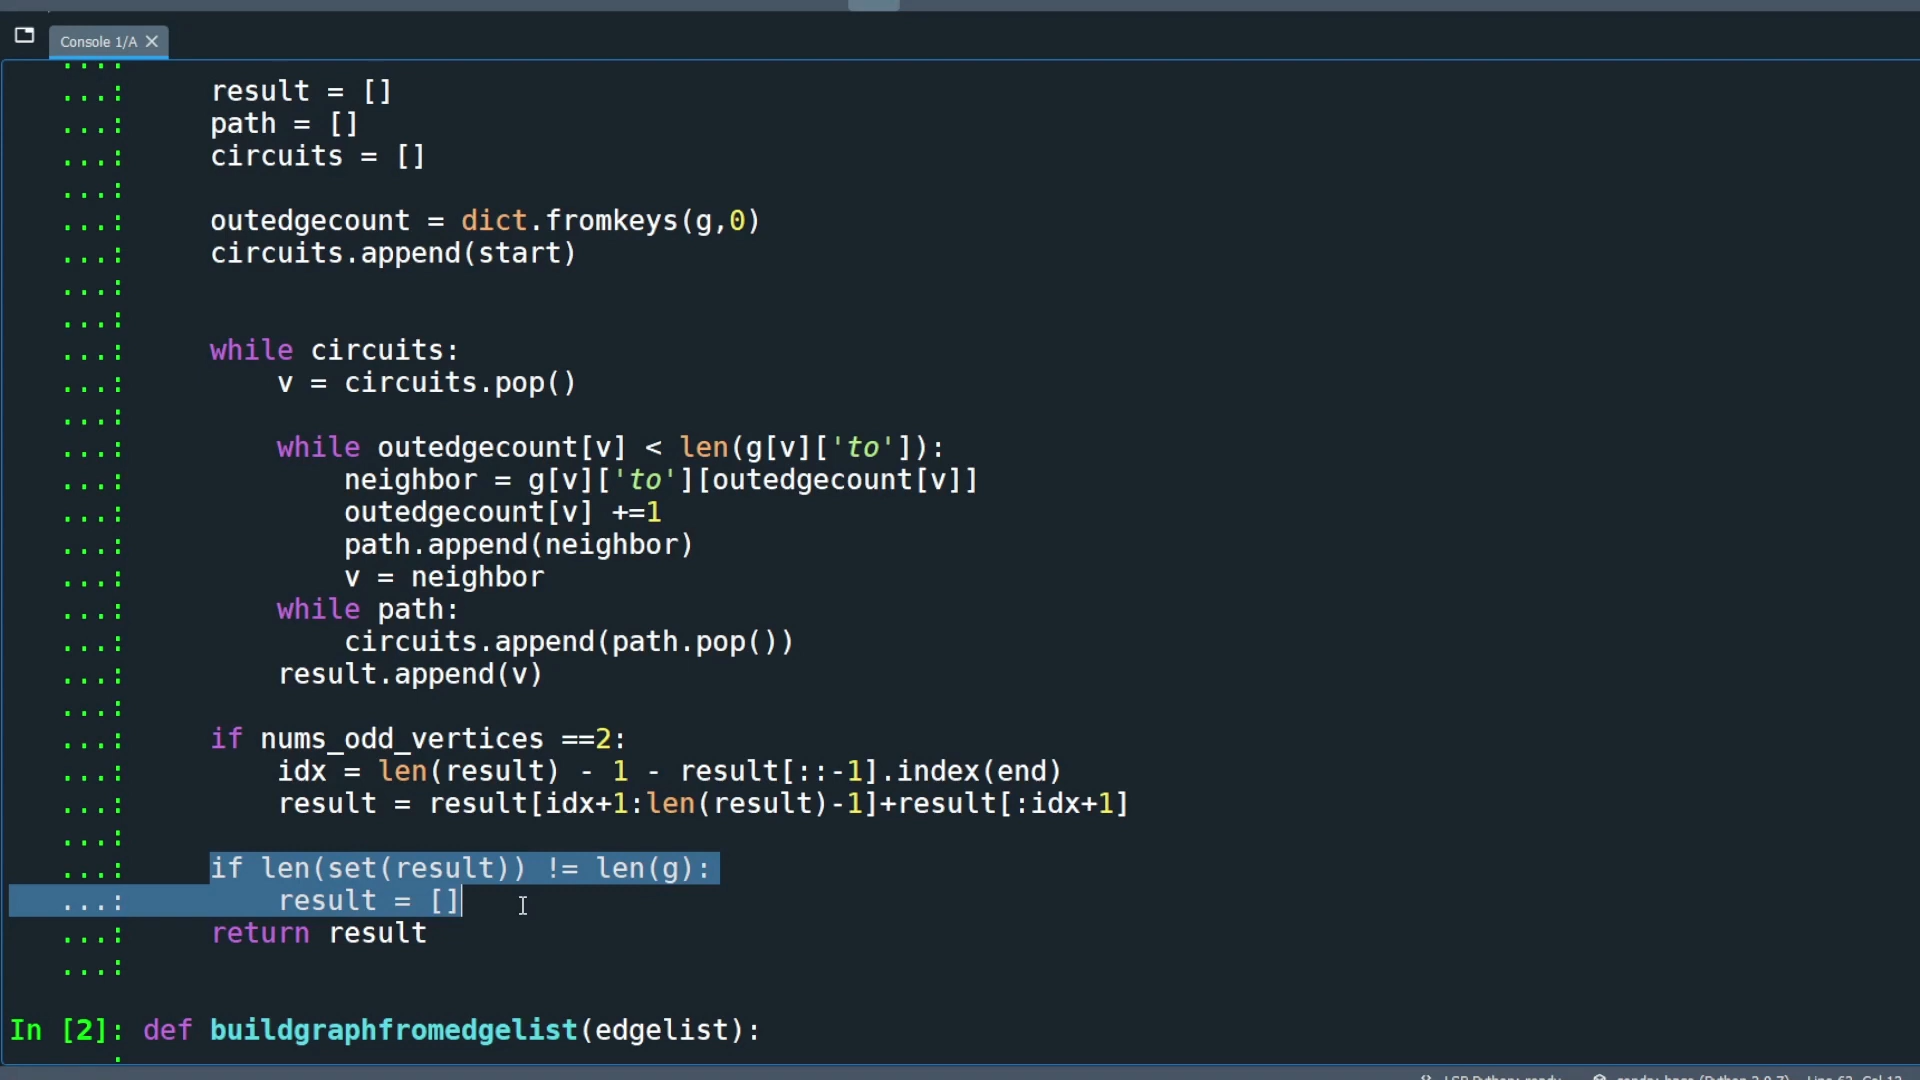 Console 1/A
...:
...: result = []
...: path = []
...: circuits = []
...:
...: outedgecount = dict.fromkeys(g,0)
...: circuits.append(start)
...:
...:
...: while circuits:
...: v = circuits.pop()
...:
...: while outedgecount[v] < len(g[v]['to']):
...: neighbor = g[v]['to'][outedgecount[v]]
...: outedgecount[v] +=1
...: path.append(neighbor)
...: v = neighbor
...: while path:
...: circuits.append(path.pop())
...: result.append(v)
...:
...: if nums_odd_vertices ==2:
...: idx = len(result) - 1 - result[::-1].index(end)
...: result = result[idx+1:len(result)-1]+result[:idx+1]
...:
...: if len(set(result)) != len(g):
...: result = []
...: return result
...:
In [2]: def buildgraphfromedgelist(edgelist):